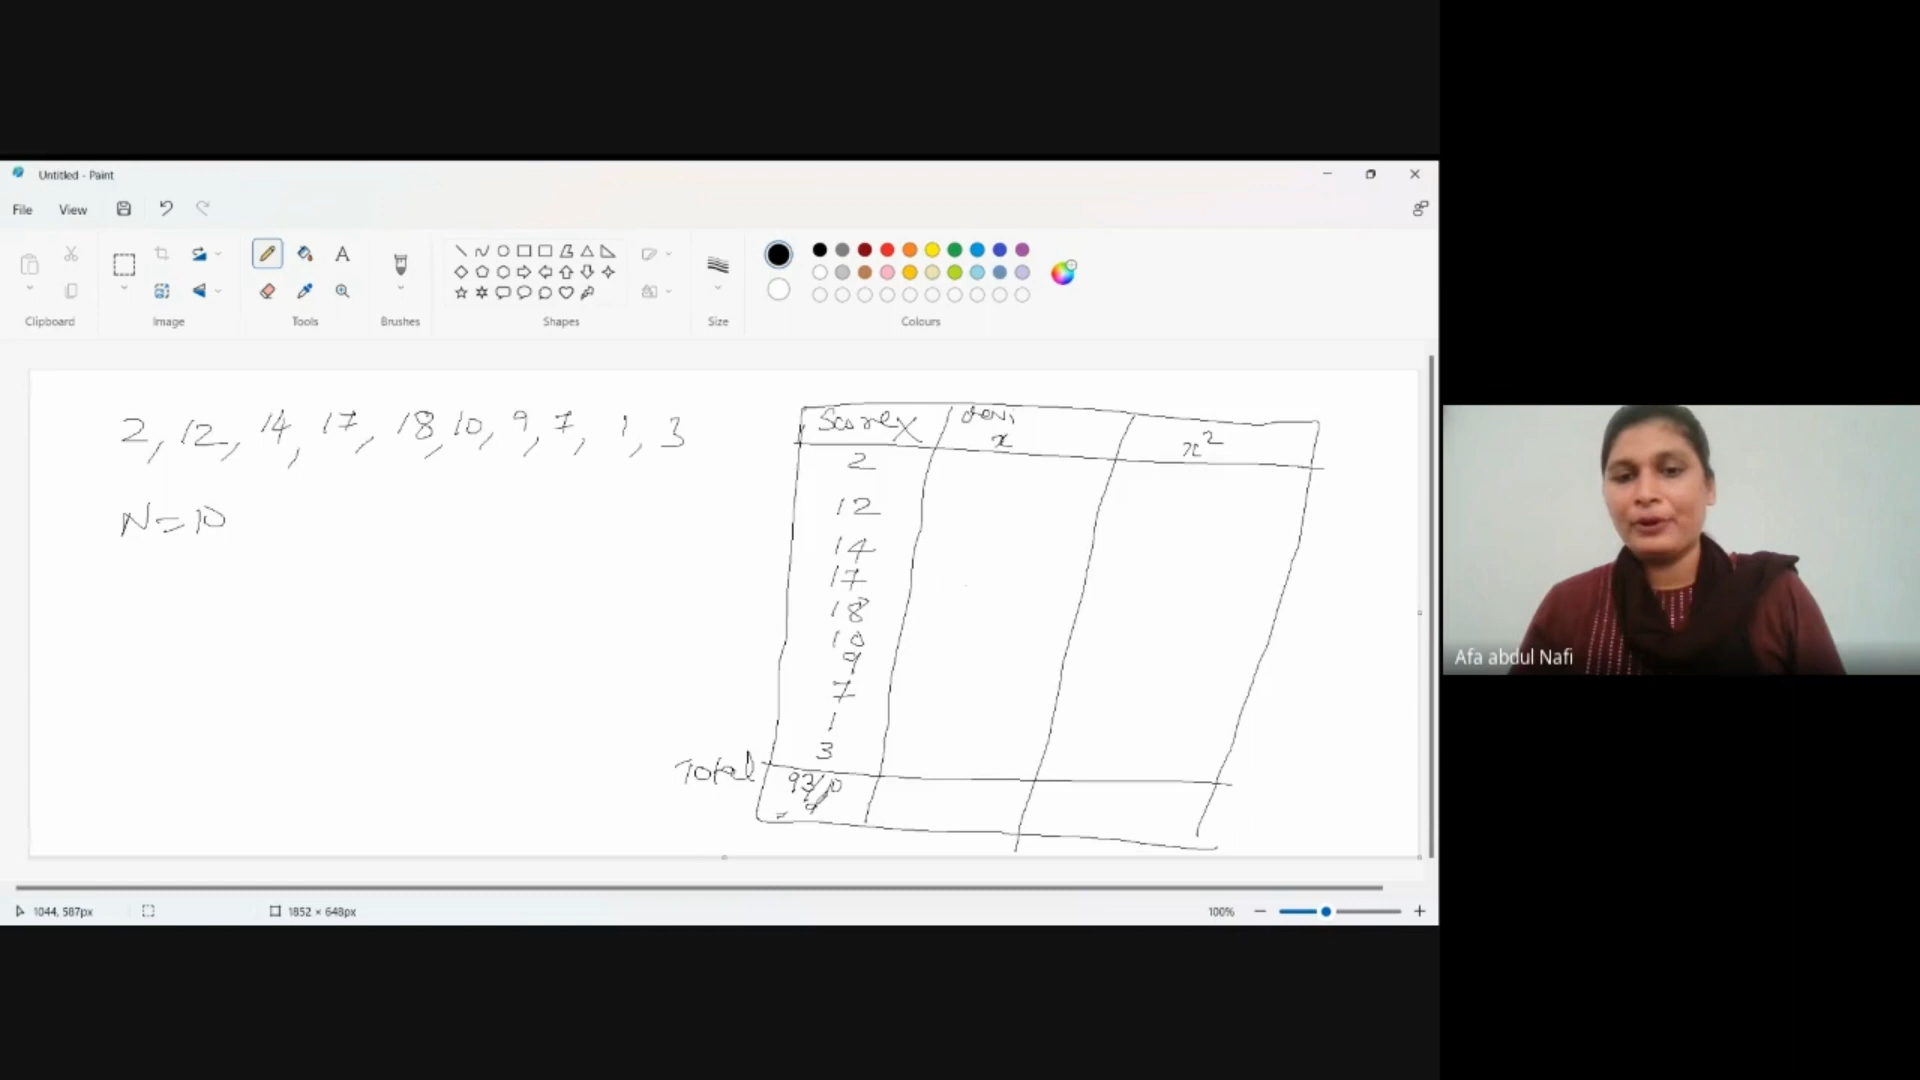 Untitled - Paint
File View
Clipboard
Image
Tools
Brushes
Shapes
Size
Colours
2, 12, 14, 17, 18, 10, 9, 7, 1, 3
N=10
Score X
devi
x
x²
2
12
14
17
18
10
9
7
1
3
Total
93/10
= 9
Afa abdul Nafi
1044, 587px
1852 × 648px
100%